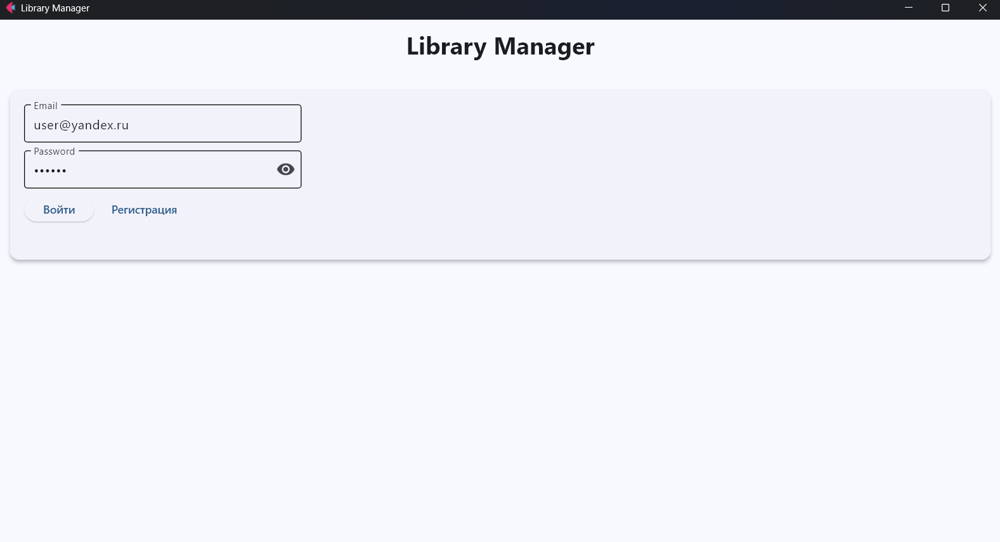 Library Manager
Library Manager
Email
user@yandex.ru
Password
••••••
Войти Регистрация